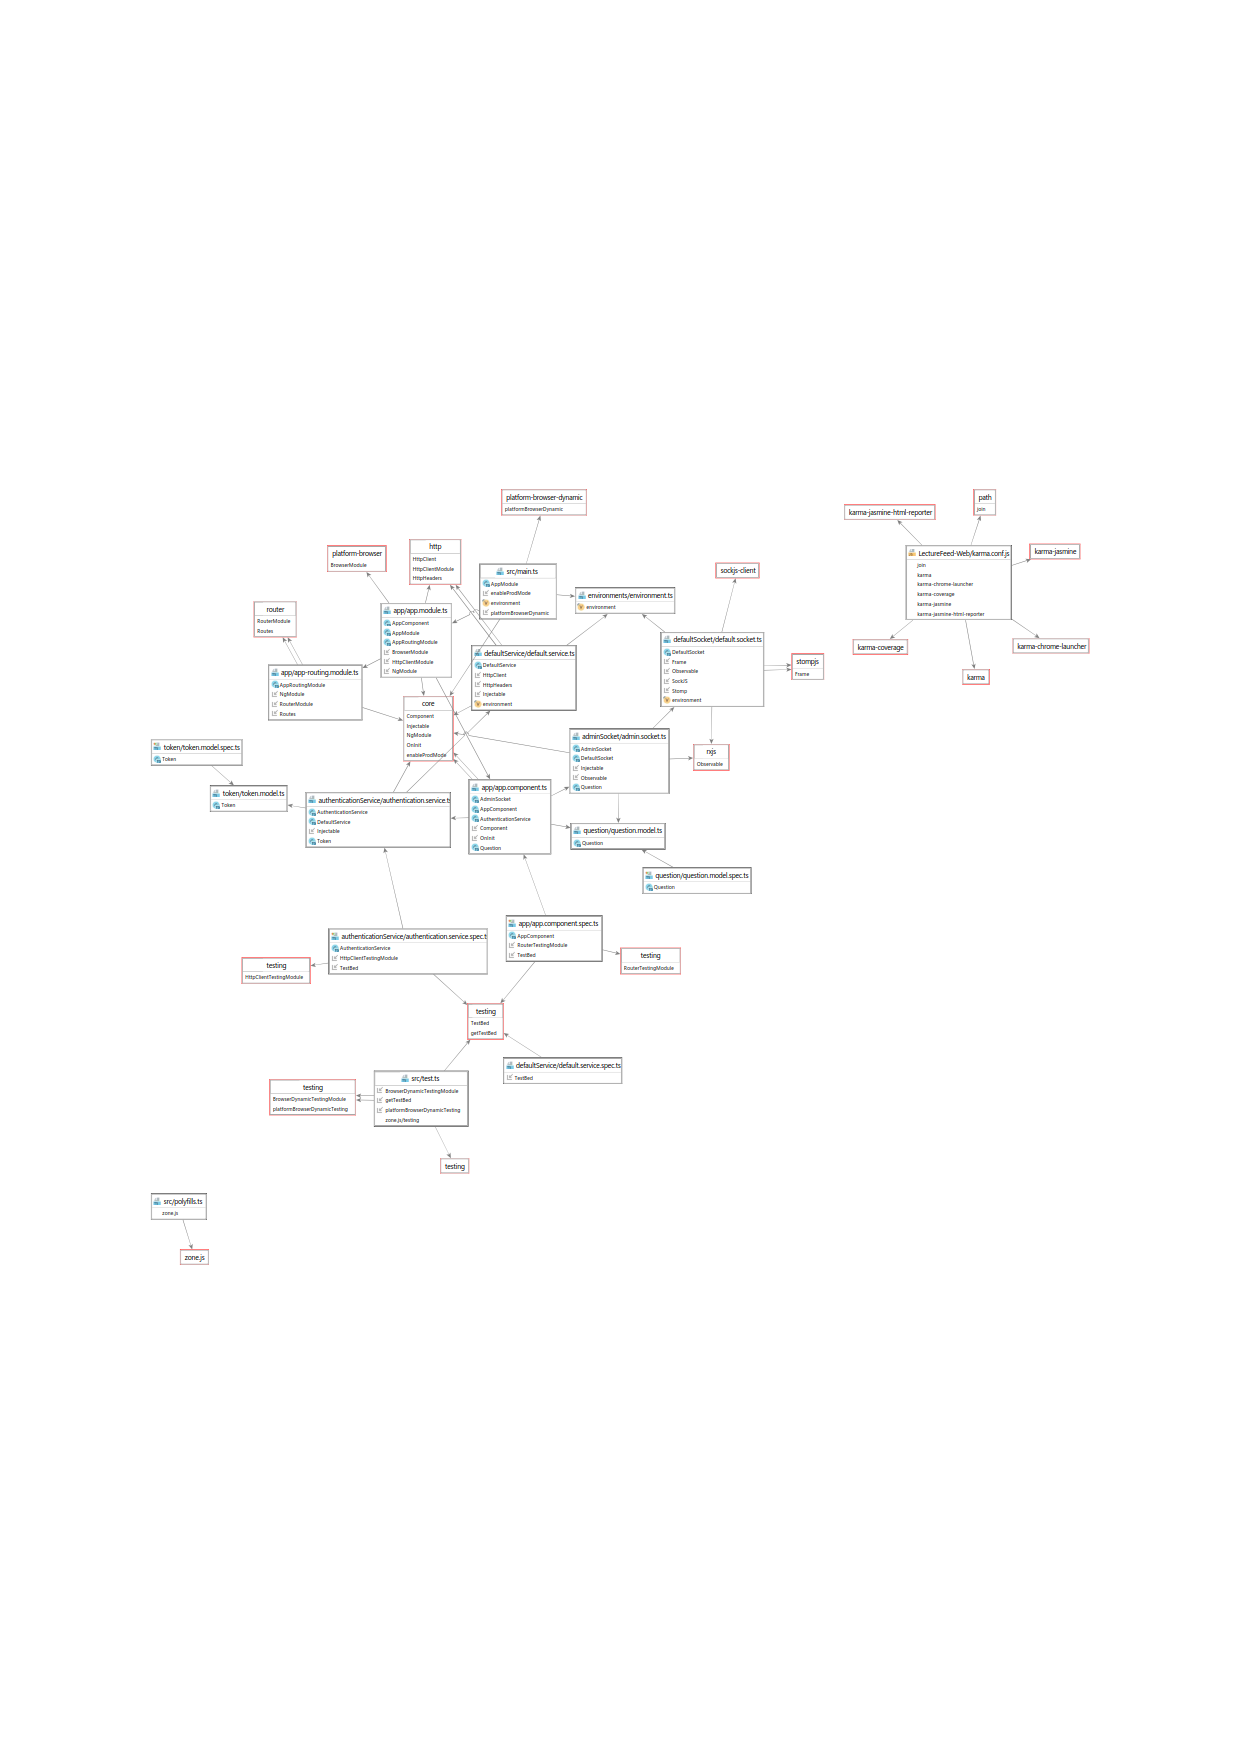 platform-browser-dynamic
platformBrowserDynamic
karma-jasmine-html-reporter
path
join
platform-browser
BrowserModule
http
HttpClient
HttpClientModule
HttpHeaders
src/main.ts
AppModule
enableProdMode
environment
platformBrowserDynamic
sockjs-client
LectureFeed-Web/karma.conf.js
join
karma
karma-chrome-launcher
karma-coverage
karma-jasmine
karma-jasmine-html-reporter
karma-jasmine
environments/environment.ts
environment
router
RouterModule
Routes
app/app.module.ts
AppComponent
AppModule
AppRoutingModule
BrowserModule
HttpClientModule
NgModule
defaultService/default.service.ts
DefaultService
HttpClient
HttpHeaders
Injectable
environment
defaultSocket/default.socket.ts
DefaultSocket
Frame
Observable
SockJS
Stomp
environment
stompjs
Frame
karma-coverage
karma-chrome-launcher
karma
app/app-routing.module.ts
AppRoutingModule
NgModule
RouterModule
Routes
core
Component
Injectable
NgModule
OnInit
enableProdMode
adminSocket/admin.socket.ts
AdminSocket
DefaultSocket
Injectable
Observable
Question
rxjs
Observable
token/token.model.spec.ts
Token
token/token.model.ts
Token
authenticationService/authentication.service.ts
AuthenticationService
DefaultService
Injectable
Token
app/app.component.ts
AdminSocket
AppComponent
AuthenticationService
Component
OnInit
Question
question/question.model.ts
Question
question/question.model.spec.ts
Question
authenticationService/authentication.service.spec.t
AuthenticationService
HttpClientTestingModule
TestBed
app/app.component.spec.ts
AppComponent
RouterTestingModule
TestBed
testing
HttpClientTestingModule
testing
RouterTestingModule
testing
TestBed
getTestBed
defaultService/default.service.spec.ts
TestBed
testing
BrowserDynamicTestingModule
platformBrowserDynamicTesting
src/test.ts
BrowserDynamicTestingModule
getTestBed
platformBrowserDynamicTesting
zone.js/testing
testing
src/polyfills.ts
zone.js
zone.js